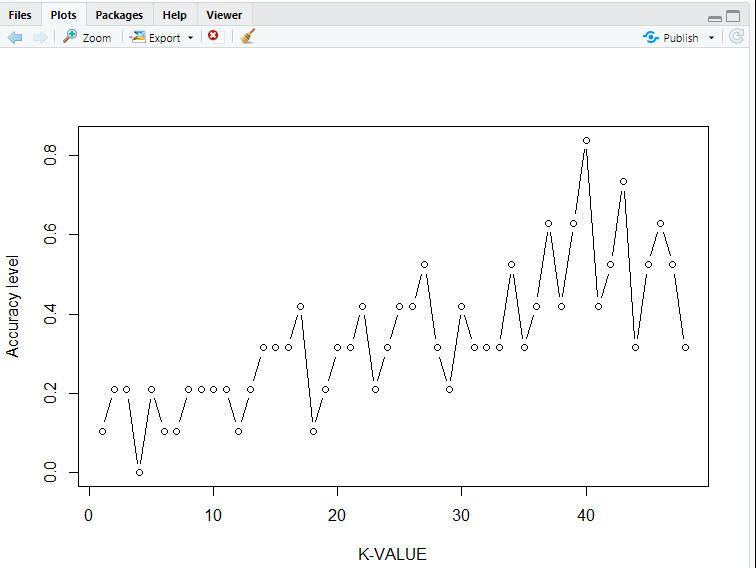 Files Plots Packages Help Viewer
Zoom Export Publish
0.8
0.6
0.4
0.2
0.0
Accuracy level
0 10 20 30 40
K-VALUE